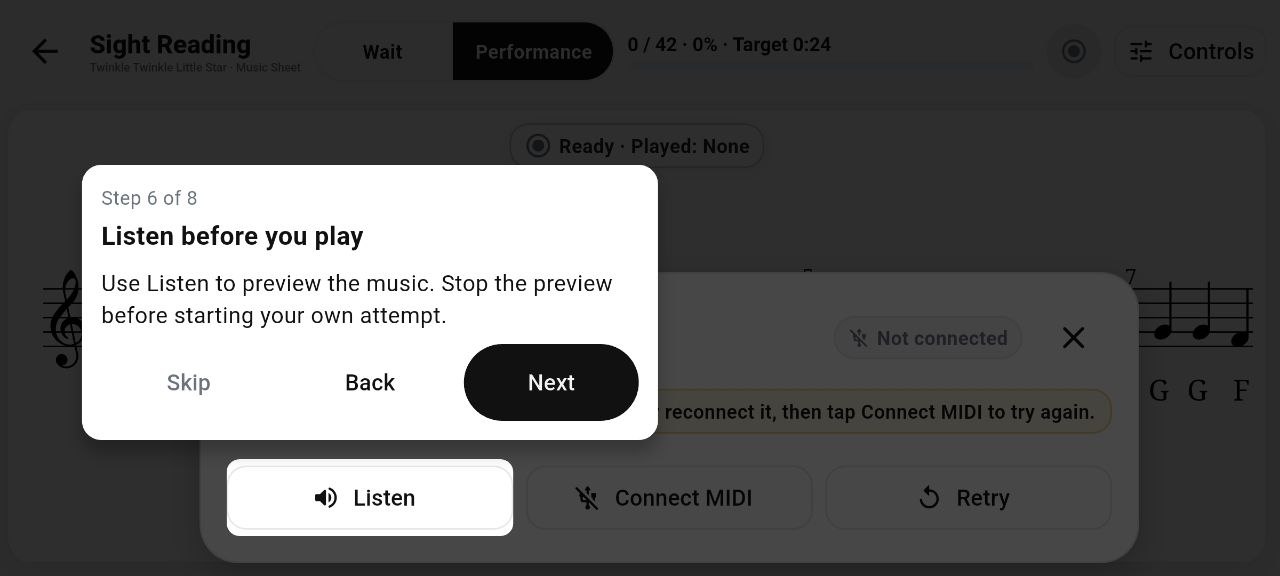 Sight Reading
Twinkle Twinkle Little Star · Music Sheet
Wait
Performance
0 / 42 · 0% · Target 0:24
Controls
Ready · Played: None
Step 6 of 8
Listen before you play
Use Listen to preview the music. Stop the preview
before starting your own attempt.
Skip
Back
Next
7
Not connected
G G F
reconnect it, then tap Connect MIDI to try again.
Listen
Connect MIDI
Retry